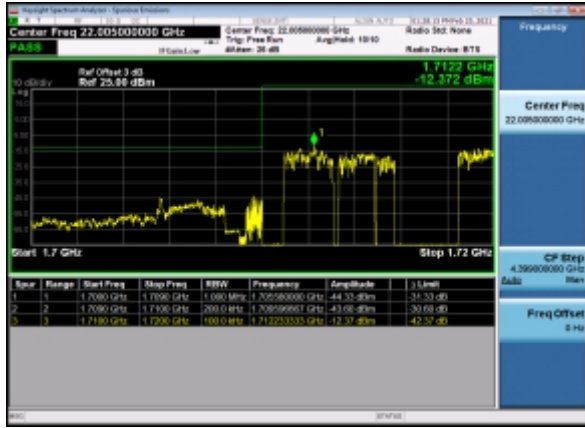 Keysight Spectrum Analyzer - Spurious Emissions
Center Freq 22.005000000 GHz
PASS
IFGain:Low
Center Freq: 22.005000000 GHz
Trig: Free Run
Avg|Hold: 10/10
Radio Std: None
Radio Device: BTS
10 dB/div
Log
Ref Offset 3 dB
Ref 25.00 dBm
1.7122 GHz
-12.372 dBm
Start 1.7 GHz
Stop 1.72 GHz
Spur Range Start Freq Stop Freq RBW Frequency Amplitude Δ Limit
1 1 1.7000 GHz 1.7090 GHz 1.000 MHz 1.705580000 GHz -44.33 dBm -31.33 dB
2 2 1.7090 GHz 1.7100 GHz 200.0 kHz -43.60 dBm -30.60 dB
3 3 1.7100 GHz 1.7200 GHz 100.0 kHz 1.712233333 GHz -12.37 dBm -42.37 dB
Frequency
Center Freq
22.005000000 GHz
CF Step
Auto Man
Freq Offset
0 Hz
MSG
STATUS